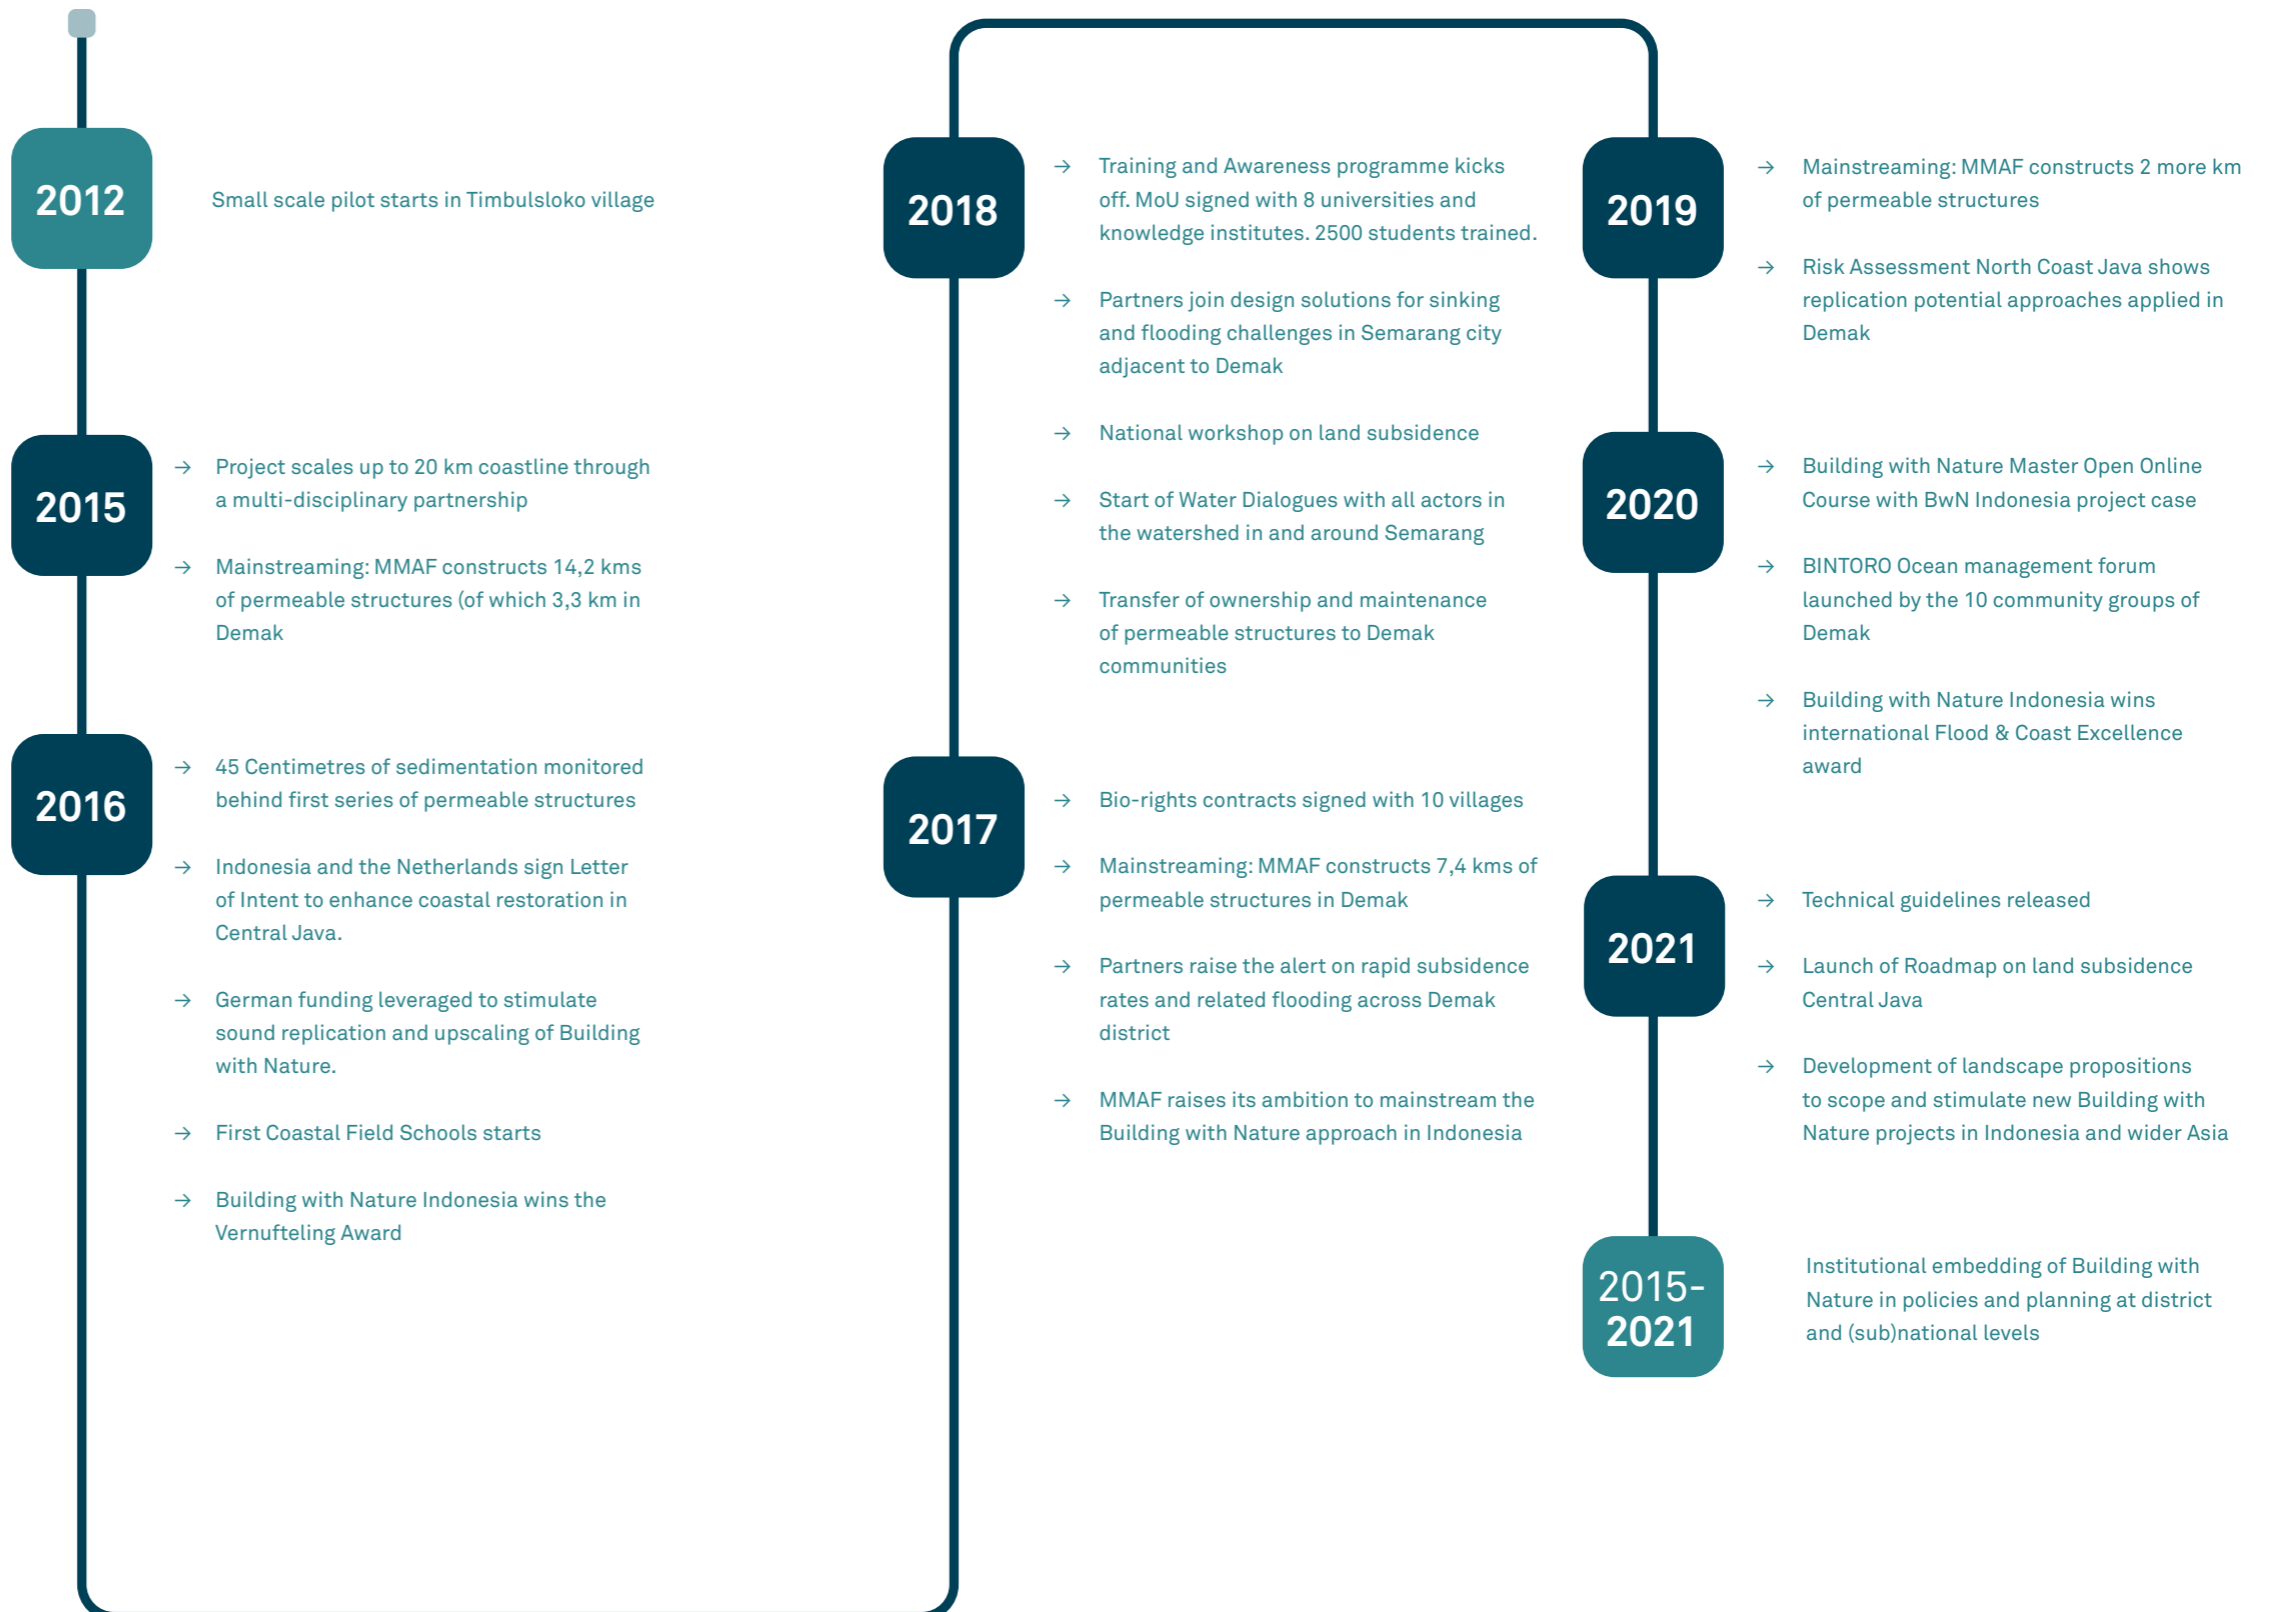 2012
Small scale pilot starts in Timbulsloko village
2015
→ Project scales up to 20 km coastline through
a multi-disciplinary partnership
→ Mainstreaming: MMAF constructs 14,2 kms
of permeable structures (of which 3,3 km in
Demak
2016
→ 45 Centimetres of sedimentation monitored
behind first series of permeable structures
→ Indonesia and the Netherlands sign Letter
of Intent to enhance coastal restoration in
Central Java.
→ German funding leveraged to stimulate
sound replication and upscaling of Building
with Nature.
→ First Coastal Field Schools starts
→ Building with Nature Indonesia wins the
Vernufteling Award
2017
→ Bio-rights contracts signed with 10 villages
→ Mainstreaming: MMAF constructs 7,4 kms of
permeable structures in Demak
→ Partners raise the alert on rapid subsidence
rates and related flooding across Demak
district
→ MMAF raises its ambition to mainstream the
Building with Nature approach in Indonesia
2018
→ Training and Awareness programme kicks
off. MoU signed with 8 universities and
knowledge institutes. 2500 students trained.
→ Partners join design solutions for sinking
and flooding challenges in Semarang city
adjacent to Demak
→ National workshop on land subsidence
→ Start of Water Dialogues with all actors in
the watershed in and around Semarang
→ Transfer of ownership and maintenance
of permeable structures to Demak
communities
2019
→ Mainstreaming: MMAF constructs 2 more km
of permeable structures
→ Risk Assessment North Coast Java shows
replication potential approaches applied in
Demak
2020
→ Building with Nature Master Open Online
Course with BwN Indonesia project case
→ BINTORO Ocean management forum
launched by the 10 community groups of
Demak
→ Building with Nature Indonesia wins
international Flood & Coast Excellence
award
2021
→ Technical guidelines released
→ Launch of Roadmap on land subsidence
Central Java
→ Development of landscape propositions
to scope and stimulate new Building with
Nature projects in Indonesia and wider Asia
2015-
2021
Institutional embedding of Building with
Nature in policies and planning at district
and (sub)national levels